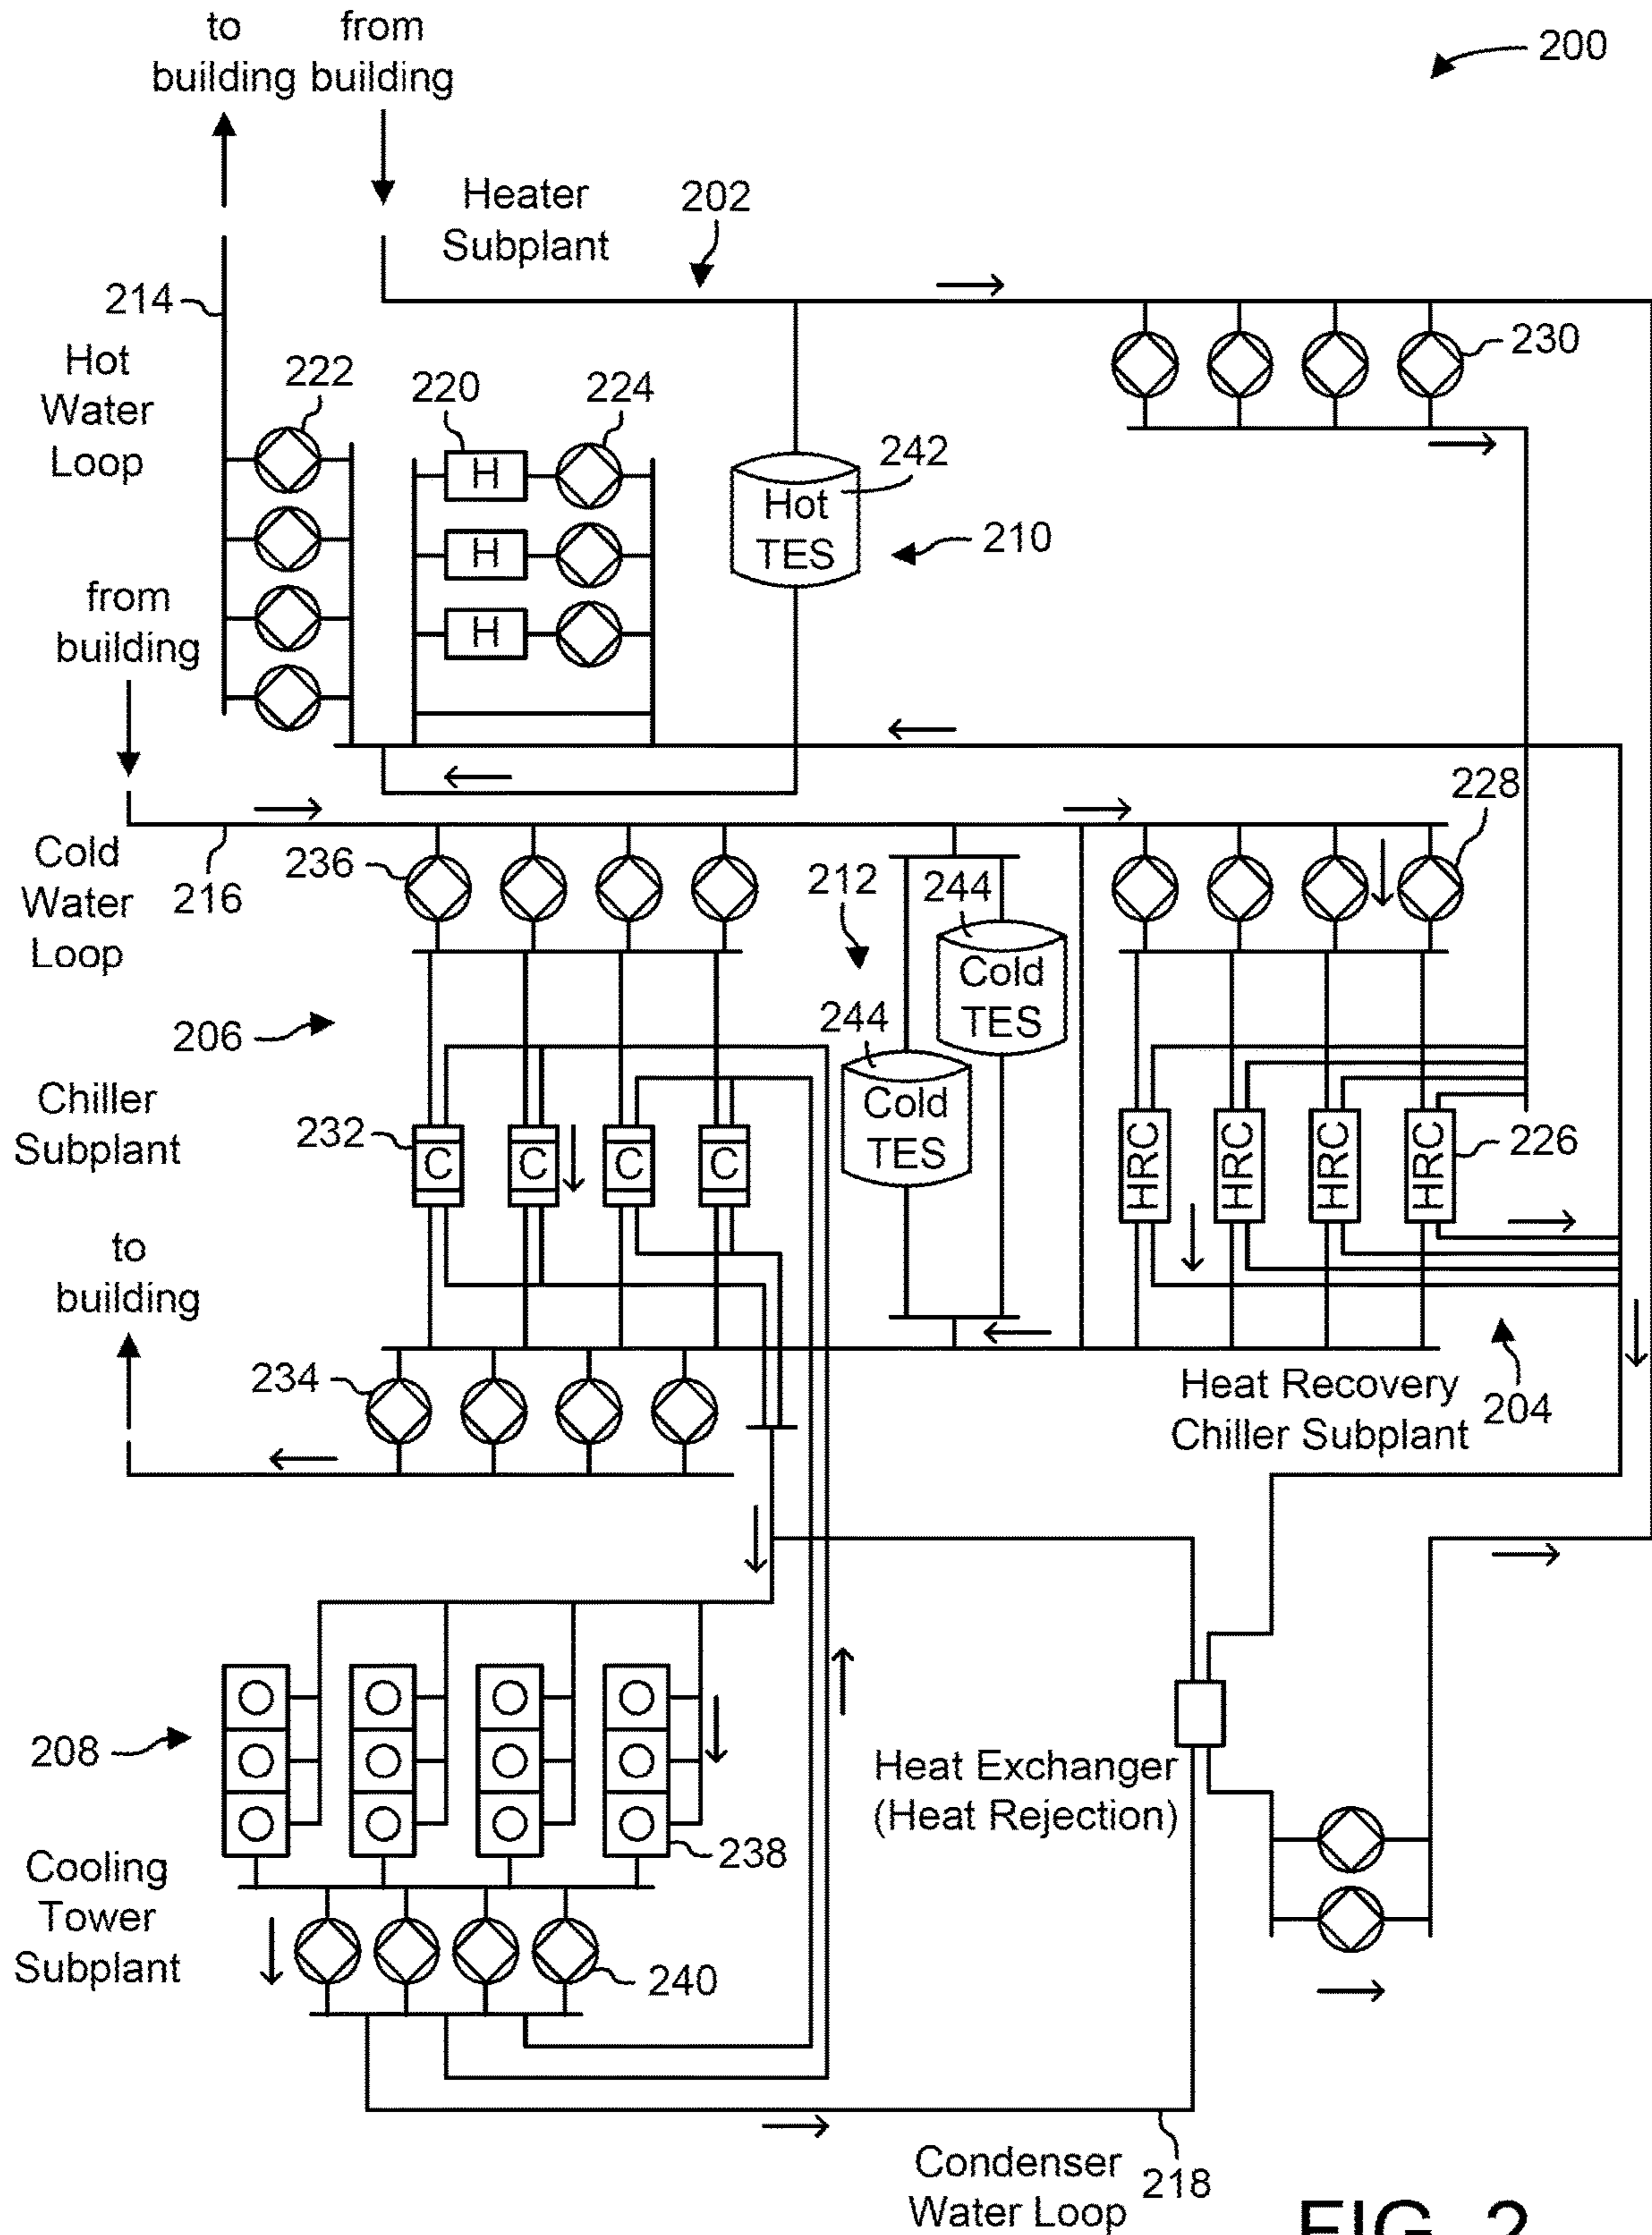 to
building
from
building
200
Heater
Subplant
202
214
Hot
Water
Loop
222
220
H
H
H
224
230
Hot
TES
242
210
from
building
228
Cold
Water
Loop
216
236
212
244
Cold
TES
244
Cold
TES
206
Chiller
Subplant
232
C
C
C
C
HRC
HRC
HRC
HRC
226
to
building
234
Heat Recovery
Chiller Subplant
204
208
Heat Exchanger
(Heat Rejection)
238
Cooling
Tower
Subplant
240
Condenser
Water Loop
218
FIG. 2